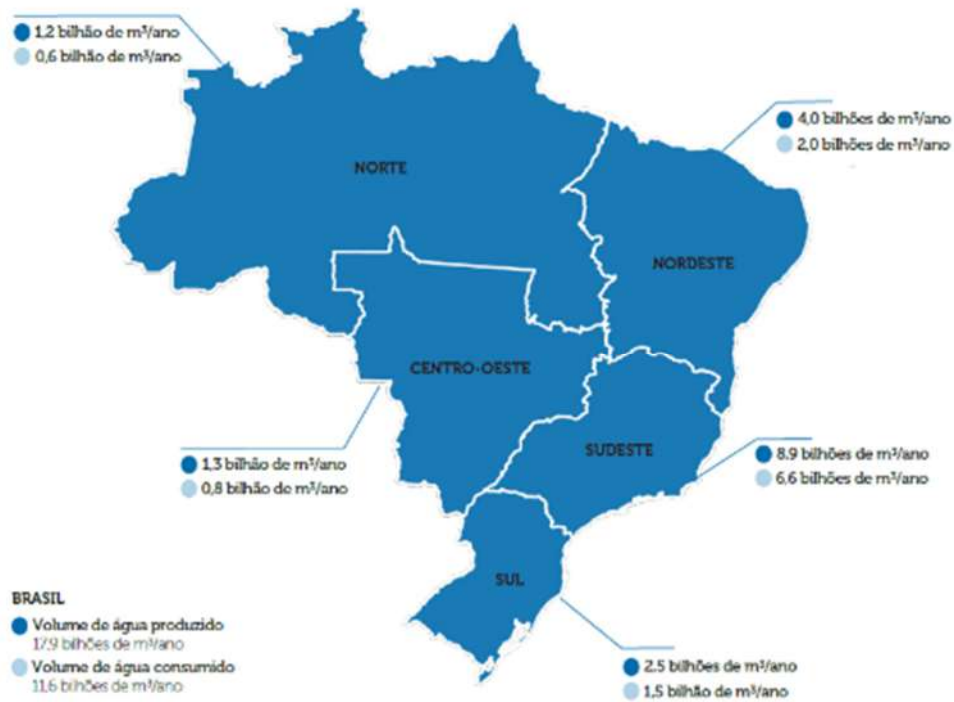 1,2 bilhão de m³/ano
0,6 bilhão de m³/ano
4,0 bilhões de m³/ano
2,0 bilhões de m³/ano
NORTE
NORDESTE
CENTRO-OESTE
SUDESTE
1,3 bilhão de m³/ano
0,8 bilhão de m³/ano
8.9 bilhões de m³/ano
6,6 bilhões de m³/ano
SUL
BRASIL
Volume de água produzido
17,9 bilhões de m³/ano
Volume de água consumido
11,6 bilhões de m³/ano
2.5 bilhões de m³/ano
1,5 bilhão de m³/ano